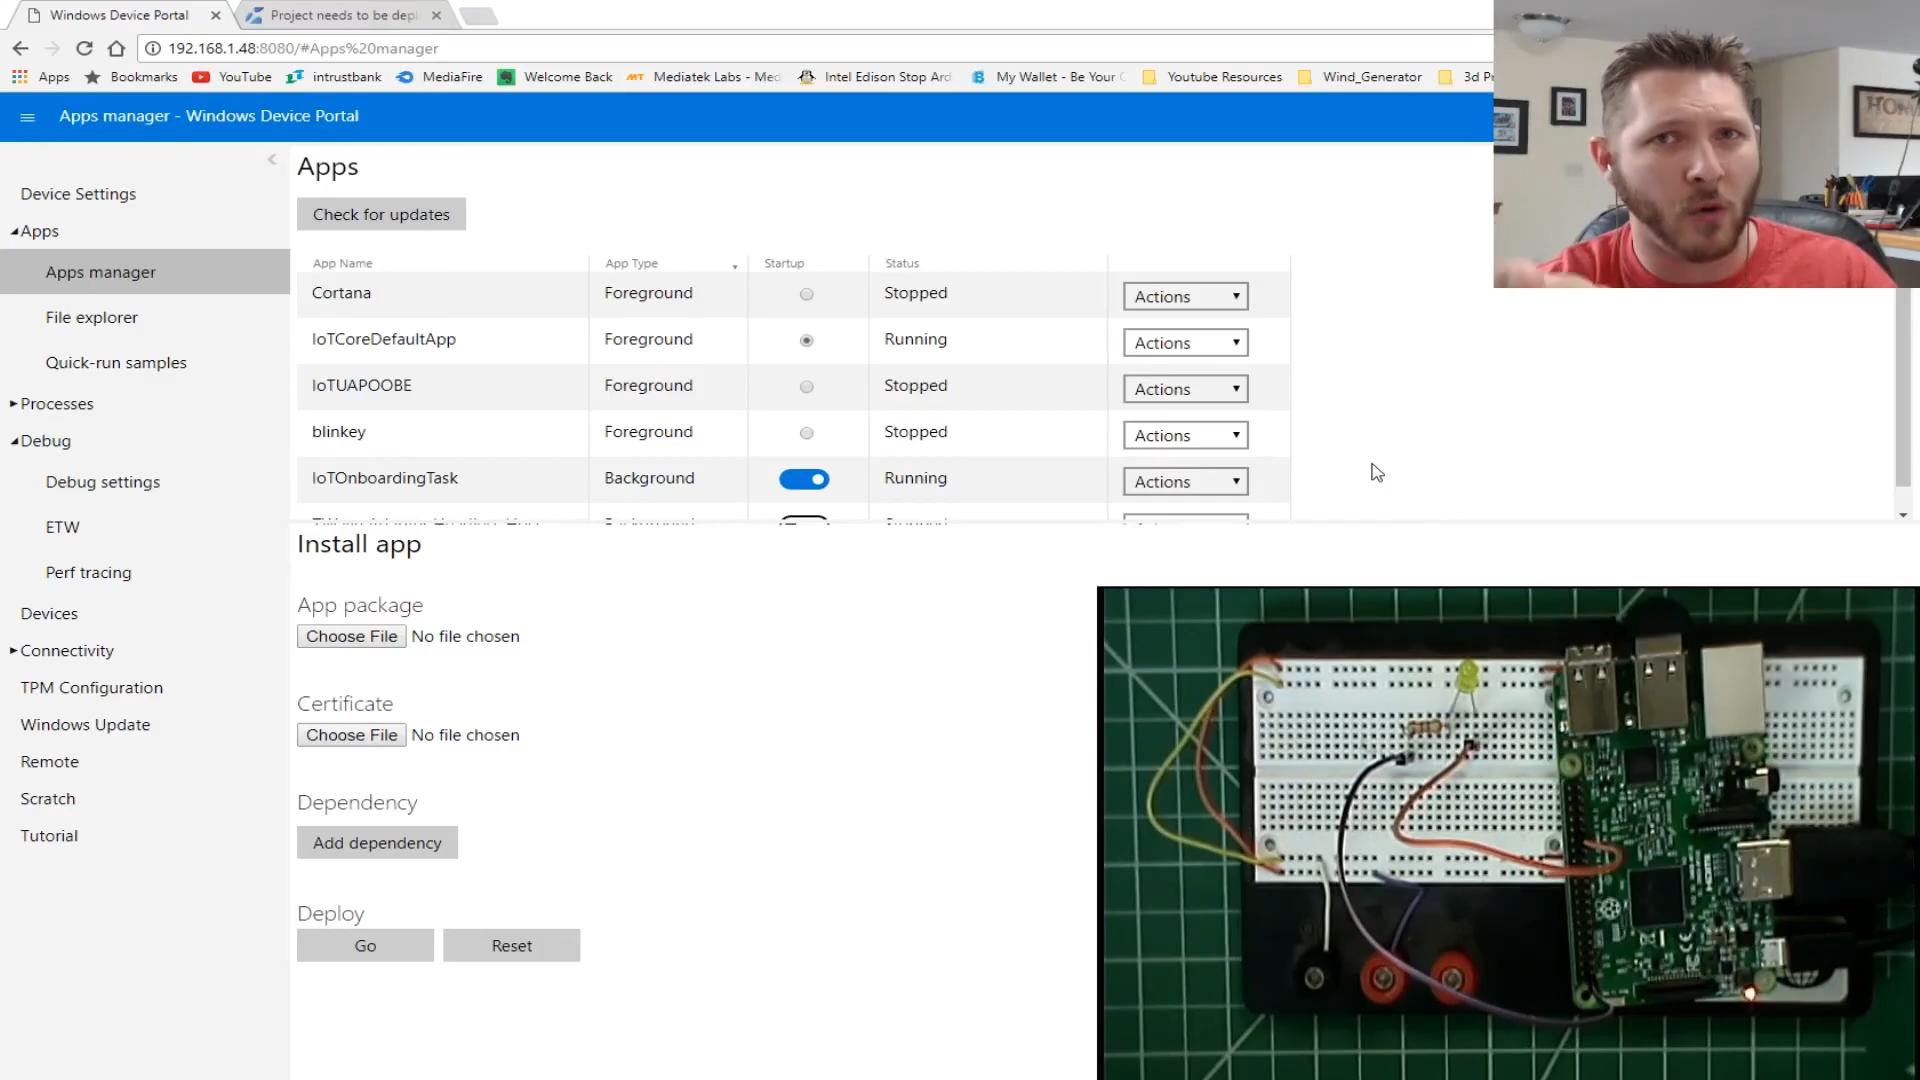 Windows Device Portal
Project needs to be dep
192.168.1.48:8080/#Apps%20manager
Apps Bookmarks YouTube intrustbank MediaFire Welcome Back Mediatek Labs - Med Intel Edison Stop Ard My Wallet - Be Your Youtube Resources Wind_Generator 3d Pr
Apps manager - Windows Device Portal
Device Settings
Apps
Apps manager
File explorer
Quick-run samples
Processes
Debug
Debug settings
ETW
Perf tracing
Devices
Connectivity
TPM Configuration
Windows Update
Remote
Scratch
Tutorial
Apps
Check for updates
App Name App Type Startup Status
Cortana Foreground Stopped Actions
IoTCoreDefaultApp Foreground Running Actions
IoTUAPOOBE Foreground Stopped Actions
blinkey Foreground Stopped Actions
IoTOnboardingTask Background Running Actions
Install app
App package
Choose File No file chosen
Certificate
Choose File No file chosen
Dependency
Add dependency
Deploy
Go Reset
HOM
HDMI